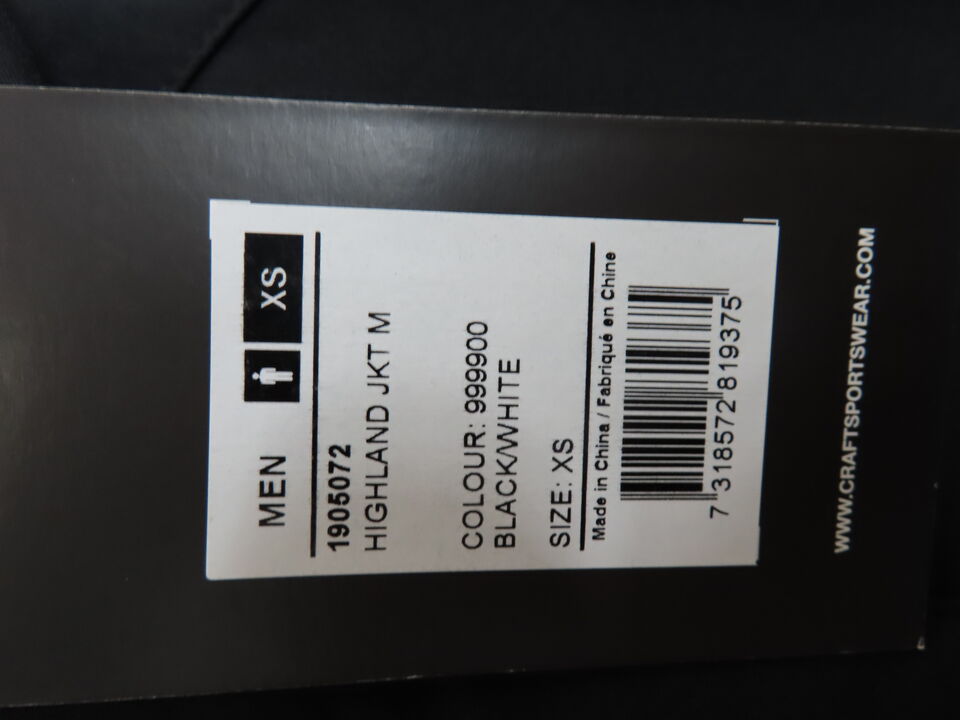 MEN XS
1905072
HIGHLAND JKT M
COLOUR: 999900
BLACK/WHITE
SIZE: XS
Made in China / Fabriqué en Chine
7 318572 819375
WWW.CRAFTSPORTSWEAR.COM